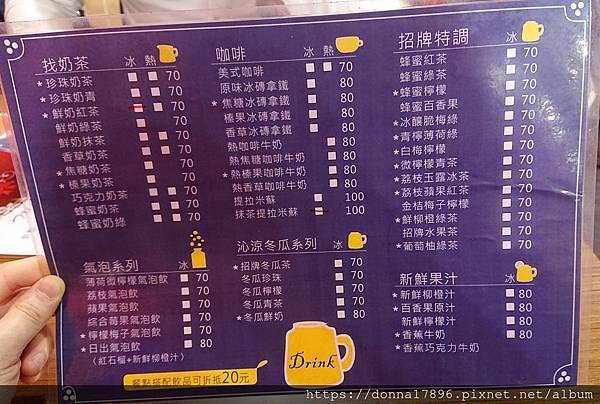 找奶茶 冰 熱
★珍珠奶茶 70
★珍珠奶青 70
★鮮奶紅茶 70
鮮奶綠茶 70
鮮奶抹茶 70
香草奶茶 70
★焦糖奶茶 70
★榛果奶茶 70
巧克力奶茶 70
蜂蜜奶茶 70
蜂蜜奶綠 70
咖啡 冰 熱
美式咖啡 70
原味冰磚拿鐵 80
★焦糖冰磚拿鐵 80
榛果冰磚拿鐵 80
香草冰磚拿鐵 80
熱咖啡牛奶 80
熱焦糖咖啡牛奶 80
★熱榛果咖啡牛奶 80
熱香草咖啡牛奶 80
提拉米蘇 100
抹茶提拉米蘇 100
招牌特調 冰
蜂蜜紅茶 70
蜂蜜綠茶 70
★蜂蜜檸檬 70
蜂蜜百香果 70
★冰釀脆梅綠 70
★青檸薄荷綠 70
★白梅檸檬 70
★微檸檬青茶 70
★荔枝玉露冰茶 70
★荔枝蘋果紅茶 70
金桔梅子檸檬 70
★鮮柳橙綠茶 70
招牌水果茶 70
★葡萄柚綠茶 70
氣泡系列 冰
薄荷微檸檬氣泡飲 70
荔枝氣泡飲 70
蘋果氣泡飲 70
綜合莓果氣泡飲 70
★檸檬梅子氣泡飲 70
★日出氣泡飲 80
（紅石榴+新鮮柳橙汁）
沁涼冬瓜系列 冰
★招牌冬瓜茶 70
冬瓜珍珠 70
冬瓜檸檬 70
冬瓜青茶 70
★冬瓜鮮奶 80
新鮮果汁 冰
★新鮮柳橙汁 80
★百香果原汁 80
新鮮檸檬汁 80
★香蕉牛奶 80
★香蕉巧克力牛奶 80
Drink
餐點搭配飲品可折抵20元
https://donna17896.pixnet.net/album